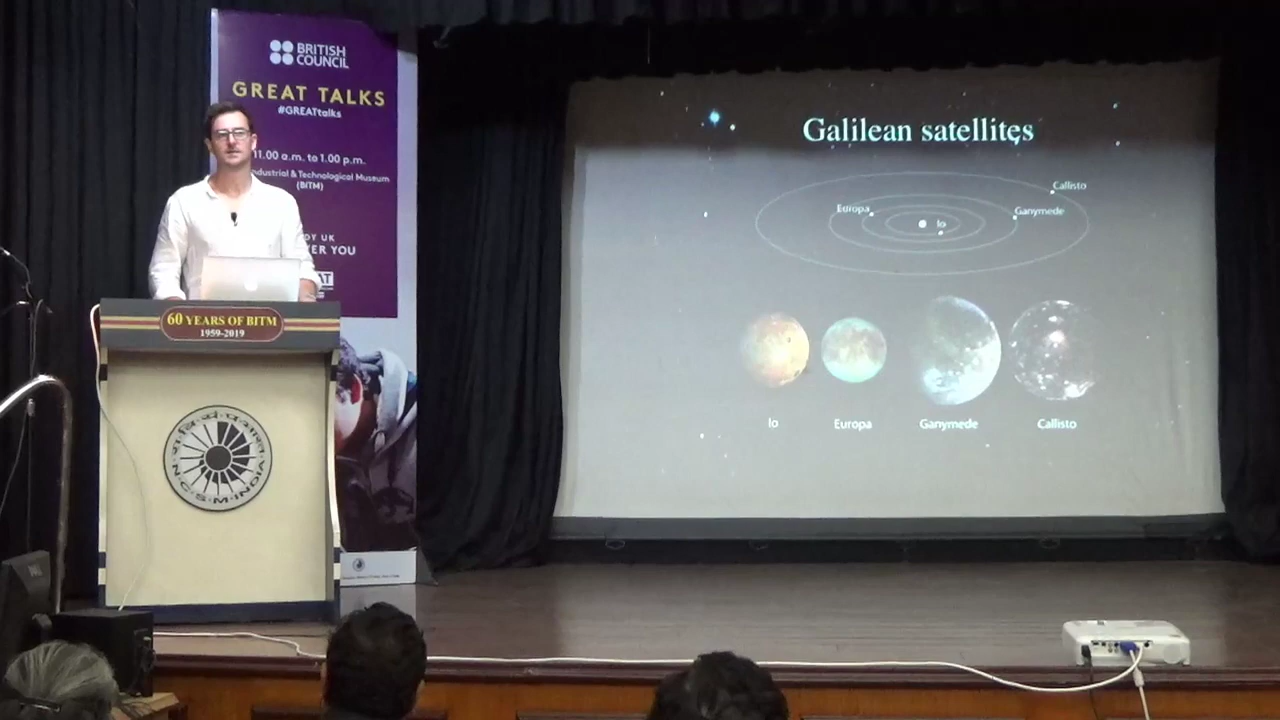 BRITISH
COUNCIL
GREAT TALKS
#GREATtalks
11.00 a.m. to 1.00 p.m.
Industrial & Technological Museum
(BITM)
UK
YOU
60 YEARS OF BITM
1959-2019
N·C·S·M·INDIA
Galilean satellites
Callisto
Europa
Ganymede
Io
Io
Europa
Ganymede
Callisto